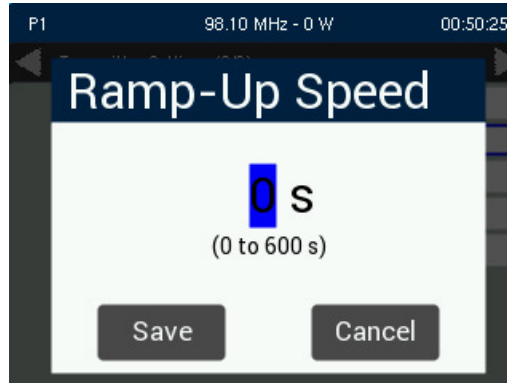 P1 98.10 MHz - 0 W 00:50:25
Ramp-Up Speed
0 s
(0 to 600 s)
Save Cancel